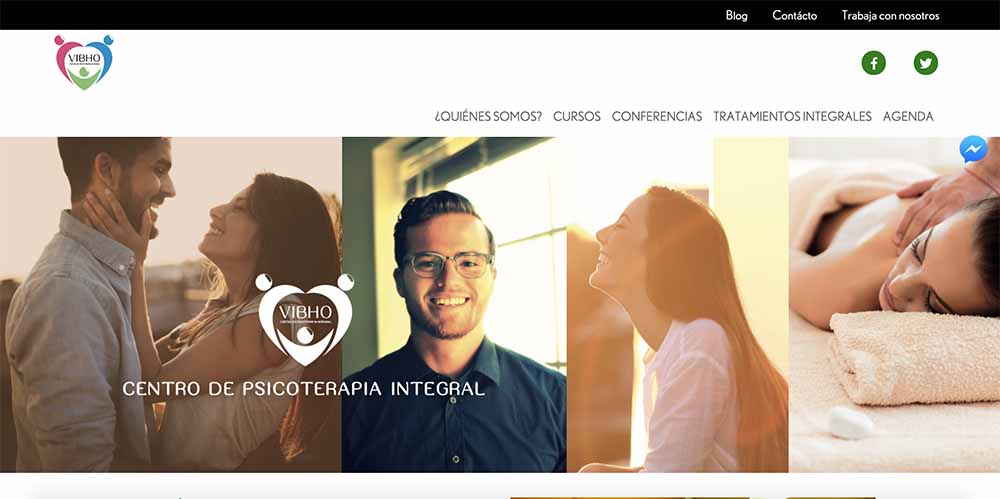 Blog Contácto Trabaja con nosotros
VIBHO
¿QUIÉNES SOMOS? CURSOS CONFERENCIAS TRATAMIENTOS INTEGRALES AGENDA
VIBHO
CENTRO DE PSICOTERAPIA INTEGRAL